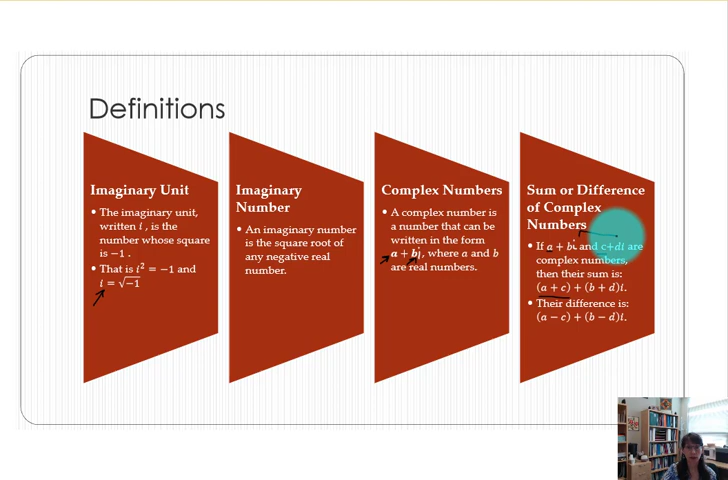 Definitions
Imaginary Unit
• The imaginary unit,
written i , is the
number whose square
is −1 .
• That is i² = −1 and
i = √−1
Imaginary
Number
• An imaginary number
is the square root of
any negative real
number.
Complex Numbers
• A complex number is
a number that can be
written in the form
a + bi, where a and b
are real numbers.
Sum or Difference
of Complex
Numbers
• If a + bi and c+di are
complex numbers,
then their sum is:
(a + c) + (b + d)i.
• Their difference is:
(a − c) + (b − d)i.